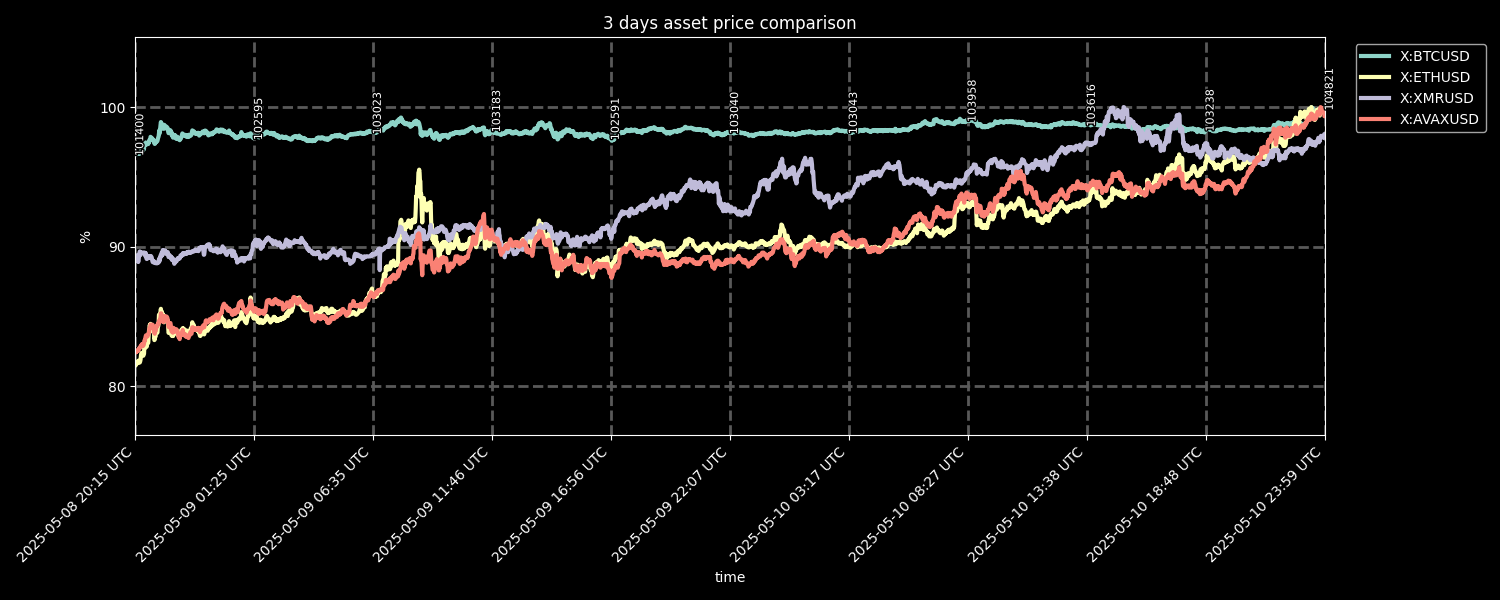 3 days asset price comparison
X:BTCUSD
X:ETHUSD
X:XMRUSD
X:AVAXUSD
100
90
80
%
101400
102595
103023
103183
102591
103040
103043
103958
103616
103238
104821
2025-05-08 20:15 UTC
2025-05-09 01:25 UTC
2025-05-09 06:35 UTC
2025-05-09 11:46 UTC
2025-05-09 16:56 UTC
2025-05-09 22:07 UTC
2025-05-10 03:17 UTC
2025-05-10 08:27 UTC
2025-05-10 13:38 UTC
2025-05-10 18:48 UTC
2025-05-10 23:59 UTC
time